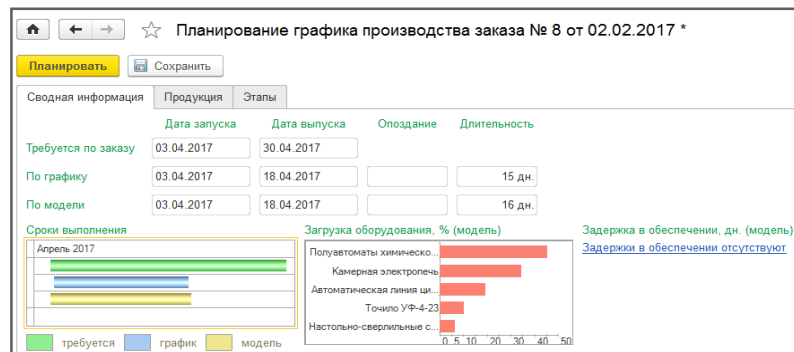 Планирование графика производства заказа № 8 от 02.02.2017 *
Планировать Сохранить
Сводная информация Продукция Этапы
Дата запуска Дата выпуска Опоздание Длительность
Требуется по заказу 03.04.2017 30.04.2017
По графику 03.04.2017 18.04.2017 15 дн.
По модели 03.04.2017 18.04.2017 16 дн.
Сроки выполнения Загрузка оборудования, % (модель) Задержка в обеспечении, дн. (модель)
Апрель 2017 Задержки в обеспечении отсутствуют
Полуавтоматы химическо...
Камерная электропечь
Автоматическая линия ци...
Точило УФ-4-23
Настольно-сверлильные с...
0 5 10 20 30 40 50
требуется график модель